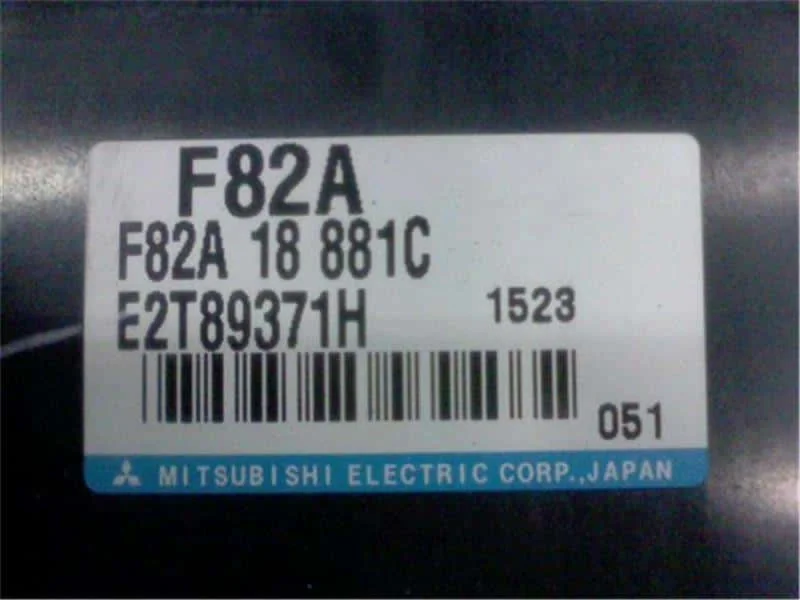 F82A
F82A 18 881C
E2T89371H 1523
051
MITSUBISHI ELECTRIC CORP.,JAPAN